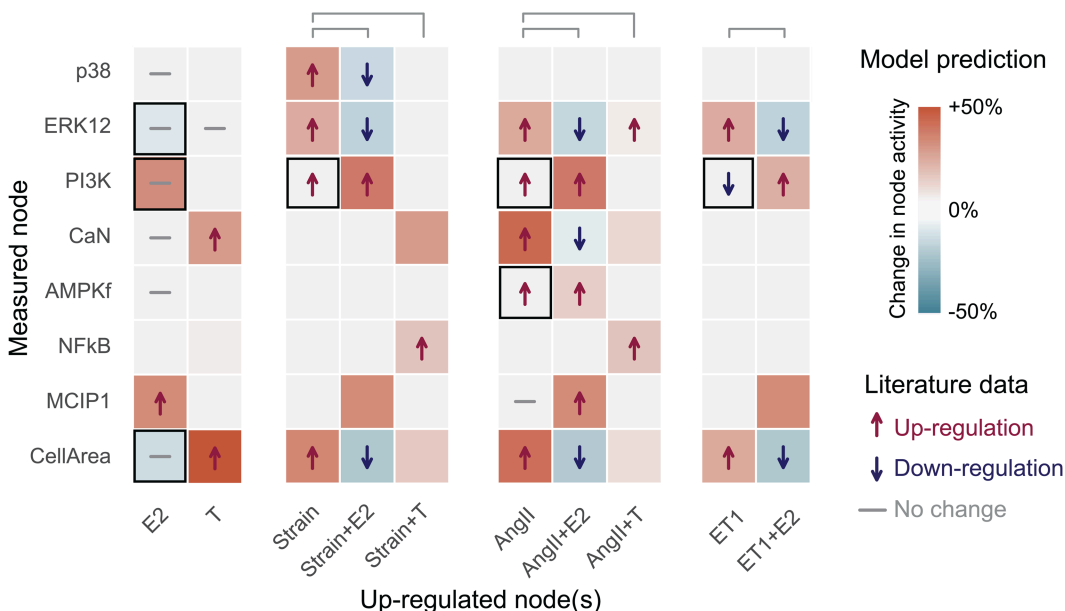 Measured node
p38
ERK12
PI3K
CaN
AMPKf
NFkB
MCIP1
CellArea
E2
T
Strain
Strain+E2
Strain+T
AngII
AngII+E2
AngII+T
ET1
ET1+E2
Up-regulated node(s)
Model prediction
Change in node activity
+50%
0%
-50%
Literature data
Up-regulation
Down-regulation
No change